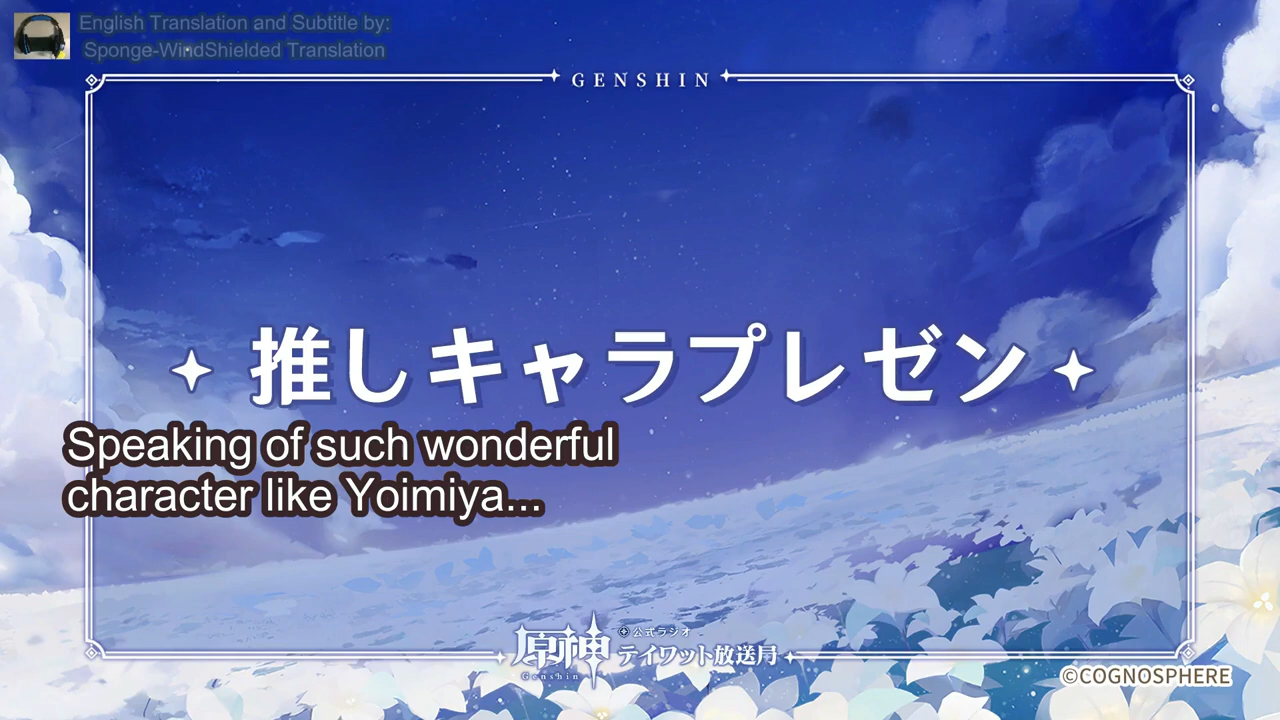 English Translation and Subtitle by:
Sponge-WindShielded Translation
GENSHIN
推しキャラプレゼン
Speaking of such wonderful
character like Yoimiya...
原神
Genshin
公式ラジオ
テイワット放送局
©COGNOSPHERE